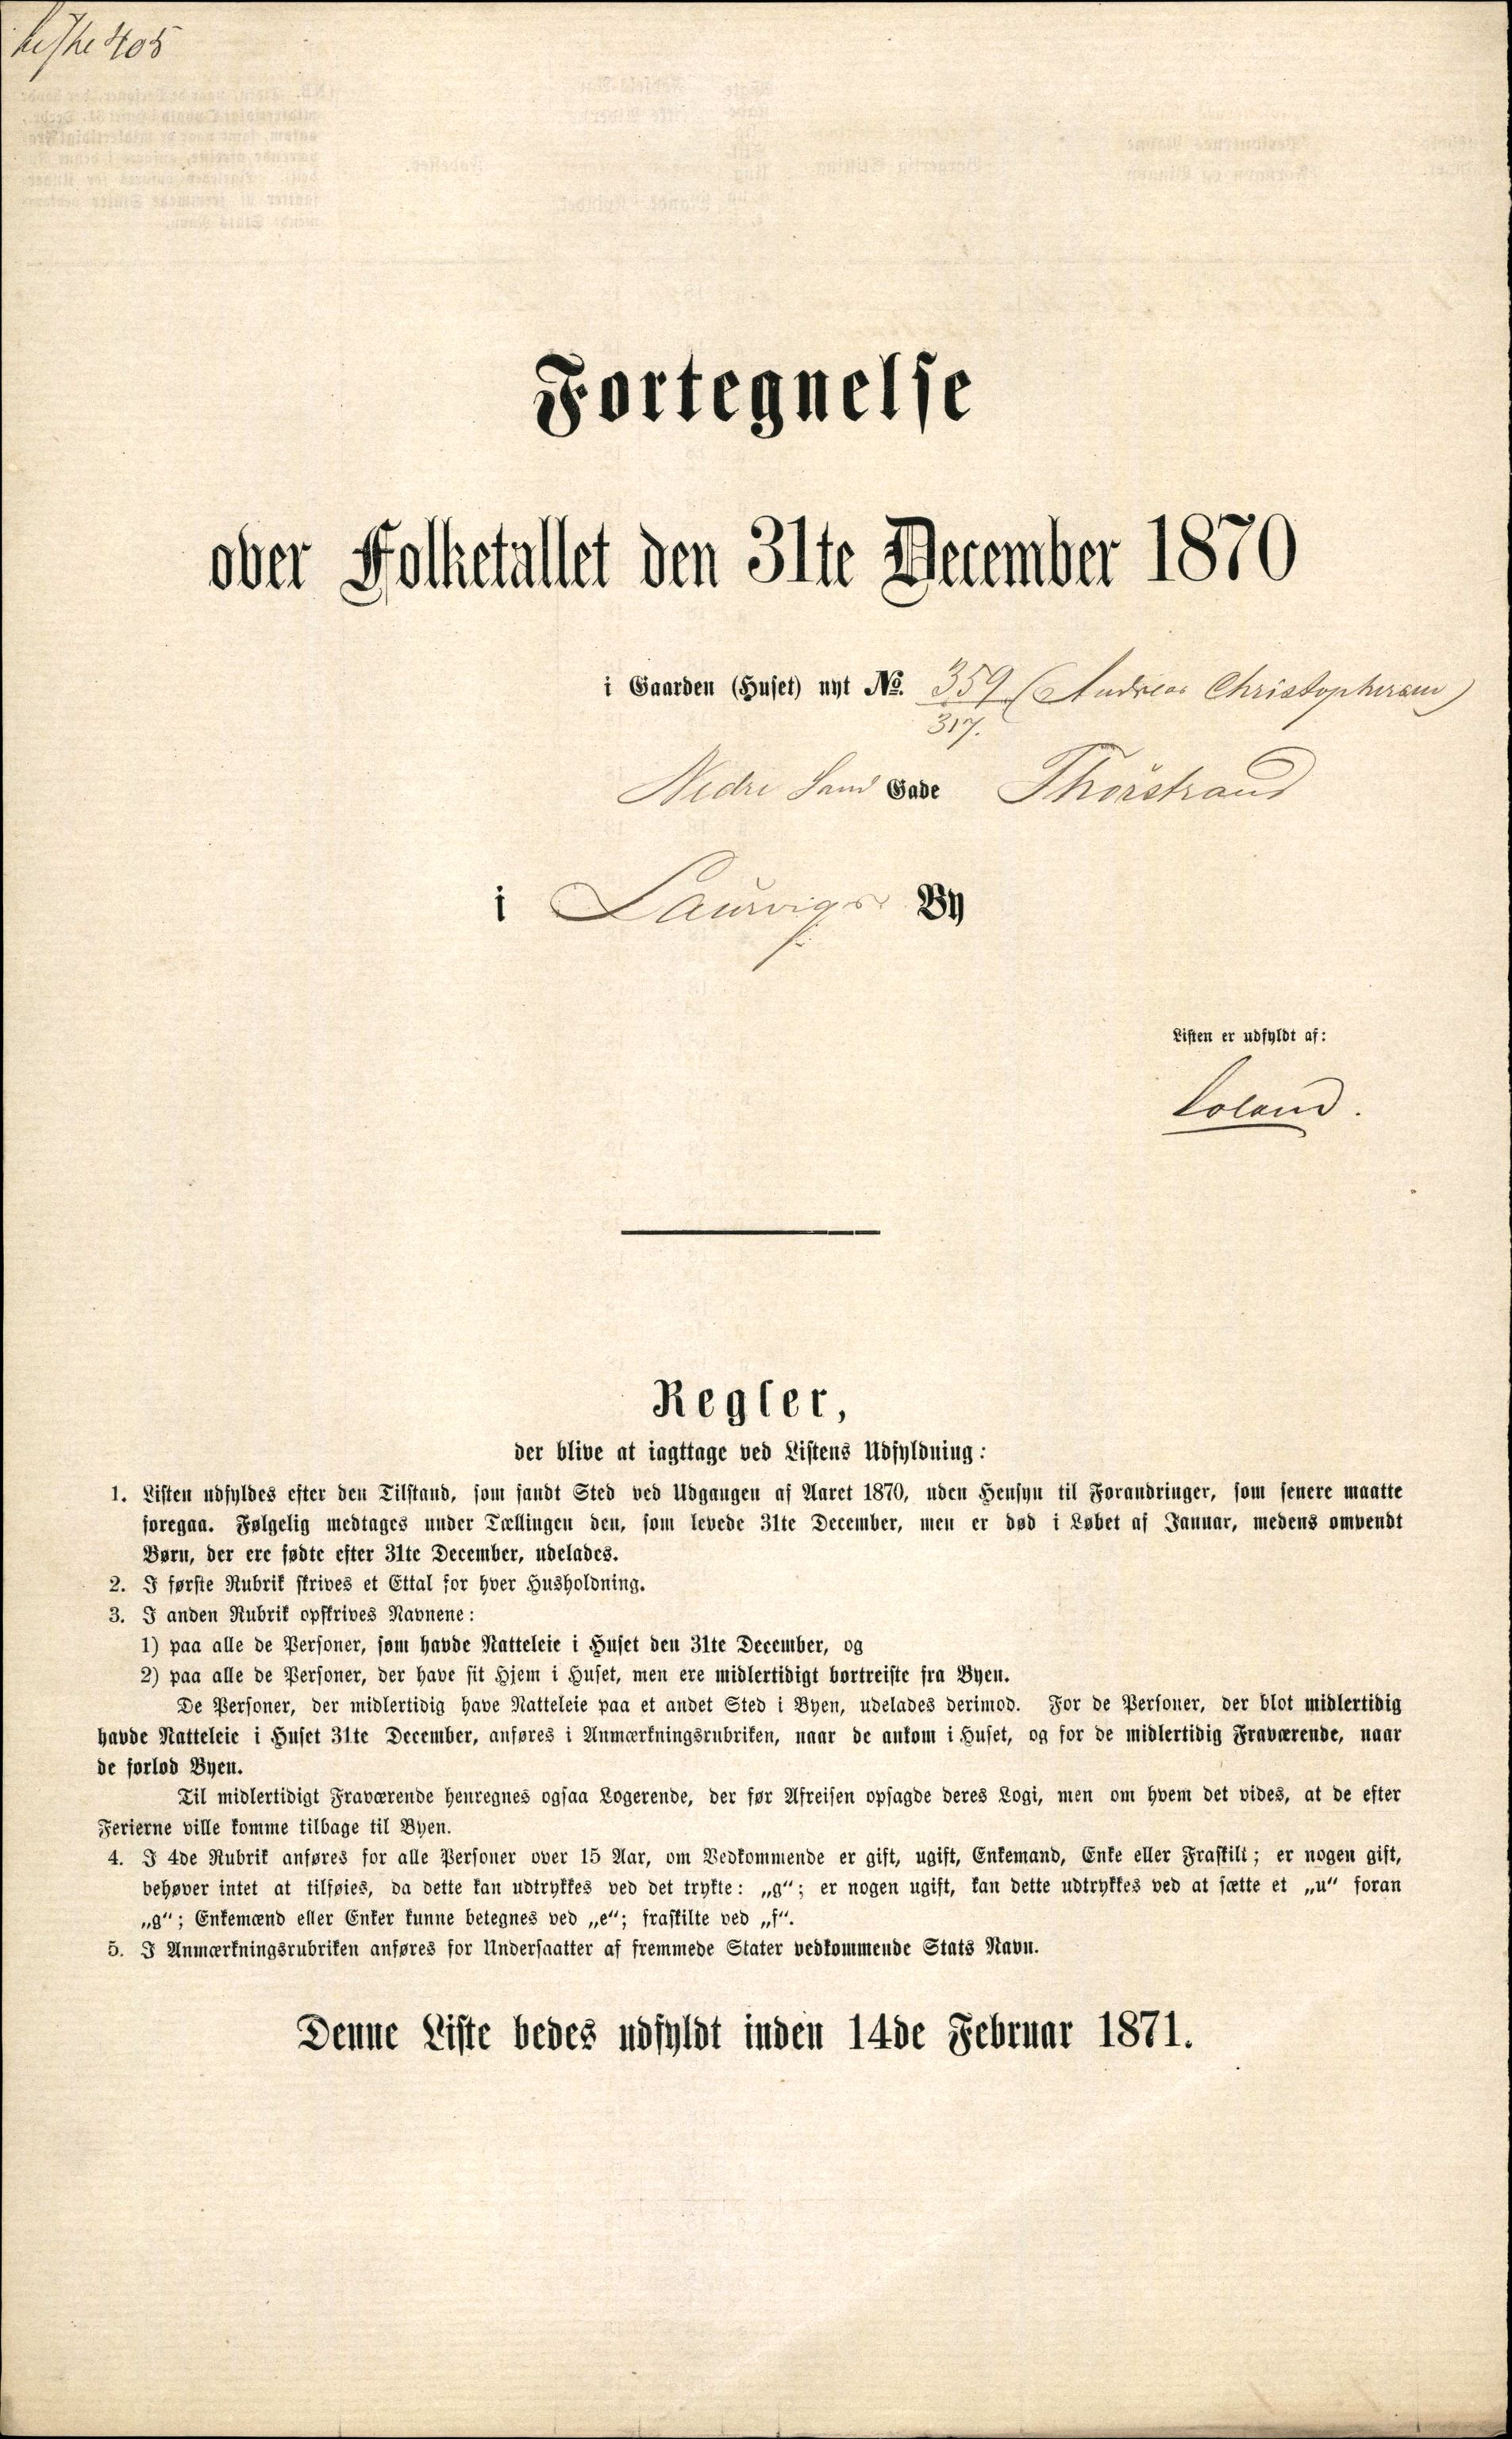 Liste 405
Fortegnelse
over Folketallet den 31te December 1870
i Gaarden (Huset) nyt No. 359 (Andreas Christophersen)
317.
Nedre Sand Gade Thorstrand
i Laurvigs By
Listen er udfyldt af:
Loland.
Regler,
der blive at iagttage ved Listens Udfyldning:
1. Listen udfyldes efter den Tilstand, som fandt Sted ved Udgangen af Aaret 1870, uden Hensyn til Forandringer, som senere maatte
foregaa. Følgelig medtages under Tællingen den, som levede 31te December, men er død i Løbet af Januar, medens omvendt
Børn, der ere fødte efter 31te December, udelades.
2. I første Rubrik skrives et Ettal for hver Husholdning.
3. I anden Rubrik opskrives Navnene:
1) paa alle de Personer, som havde Natteleie i Huset den 31te December, og
2) paa alle de Personer, der have sit Hjem i Huset, men ere midlertidigt bortreiste fra Byen.
De Personer, der midlertidig have Natteleie paa et andet Sted i Byen, udelades derimod. For de Personer, der blot midlertidig
havde Natteleie i Huset 31te December, anføres i Anmærkningsrubriken, naar de ankom i Huset, og for de midlertidig Fraværende, naar
de forlod Byen.
Til midlertidigt Fraværende henregnes ogsaa Logerende, der før Afreisen opsagde deres Logi, men om hvem det vides, at de efter
Ferierne ville komme tilbage til Byen.
4. I 4de Rubrik anføres for alle Personer over 15 Aar, om Vedkommende er gift, ugift, Enkemand, Enke eller Fraskilt; er nogen gift,
behøver intet at tilføies, da dette kan udtrykkes ved det trykte: „g“; er nogen ugift, kan dette udtrykkes ved at sætte et „u“ foran
„g“; Enkemænd eller Enker kunne betegnes ved „e“; fraskilte ved „f“.
5. I Anmærkningsrubriken anføres for Undersaatter af fremmede Stater vedkommende Stats Navn.
Denne Liste bedes udfyldt inden 14de Februar 1871.